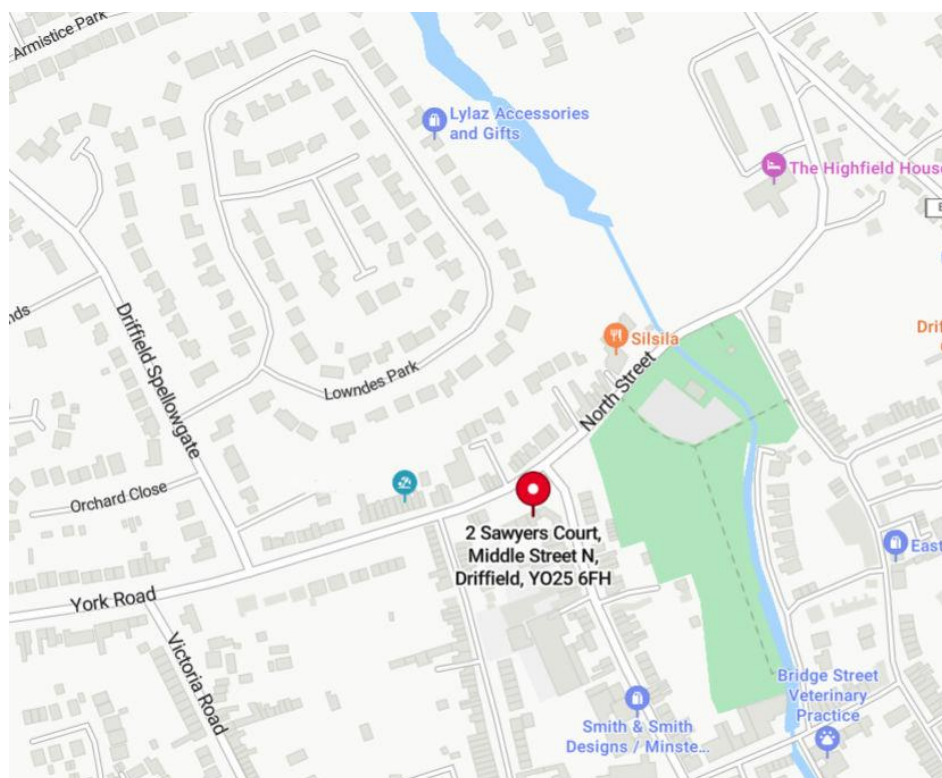 Armistice Park
Lylaz Accessories
and Gifts
The Highfield House
E
nds
Driffield Spellowgate
Silsila
Drif
North Street
Lowndes Park
Orchard Close
2 Sawyers Court,
Middle Street N,
Driffield, YO25 6FH
East
York Road
Victoria Road
Bridge Street
Veterinary
Practice
Smith & Smith
Designs / Minste...